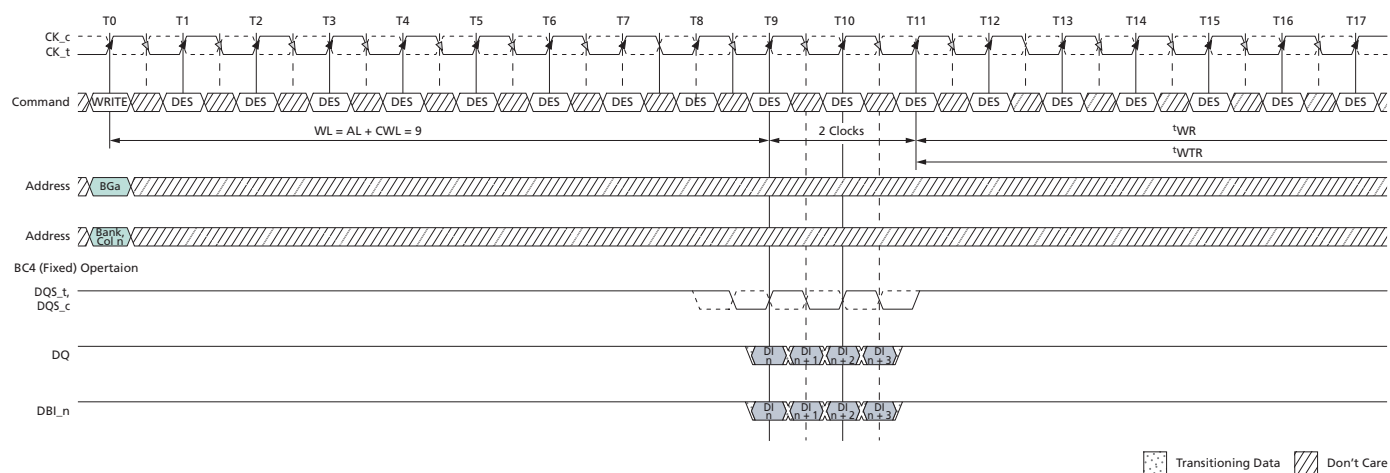 T0 T1 T2 T3 T4 T5 T6 T7 T8 T9 T10 T11 T12 T13 T14 T15 T16 T17
CK_c
CK_t
Command WRITE DES DES DES DES DES DES DES DES DES DES DES DES DES DES DES DES DES
WL = AL + CWL = 9 2 Clocks tWR
tWTR
Address BGa
Address Bank,
Col n
BC4 (Fixed) Opertaion
DQS_t,
DQS_c
DQ DI DI DI DI
n n + 1 n + 2 n + 3
DBI_n DI DI DI DI
n n + 1 n + 2 n + 3
Transitioning Data Don't Care